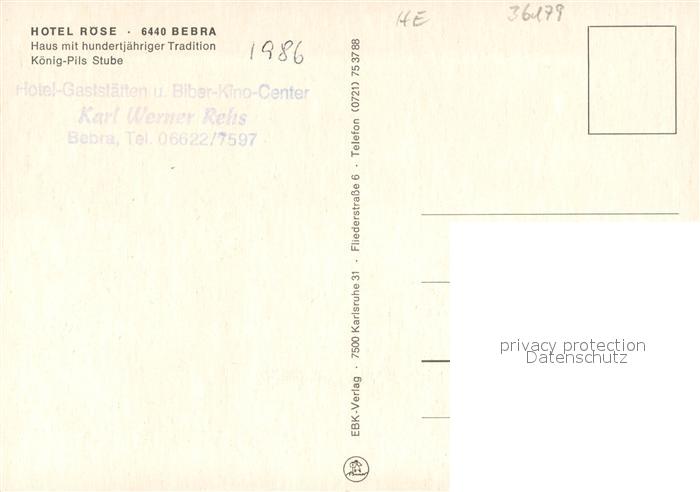 HOTEL RÖSE · 6440 BEBRA
Haus mit hundertjähriger Tradition
König-Pils Stube
1986
Hotel-Gaststätten u. Biber-Kino-Center
Karl Werner Rehs
Bebra, Tel. 06622/7597
EBK-Verlag · 7500 Karlsruhe 31 · Fliederstraße 6 · Telefon (0721) 753788
HE
36179
privacy protection
Datenschutz